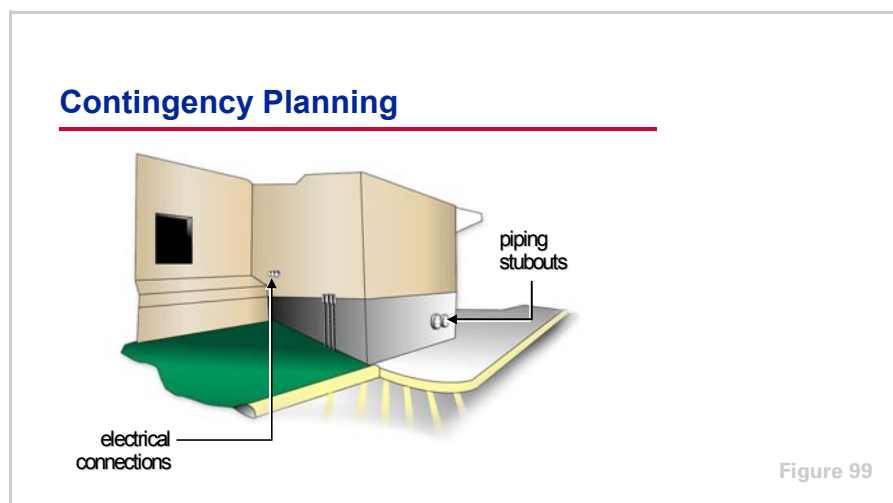 Contingency Planning
piping
stubouts
electrical
connections
Figure 99